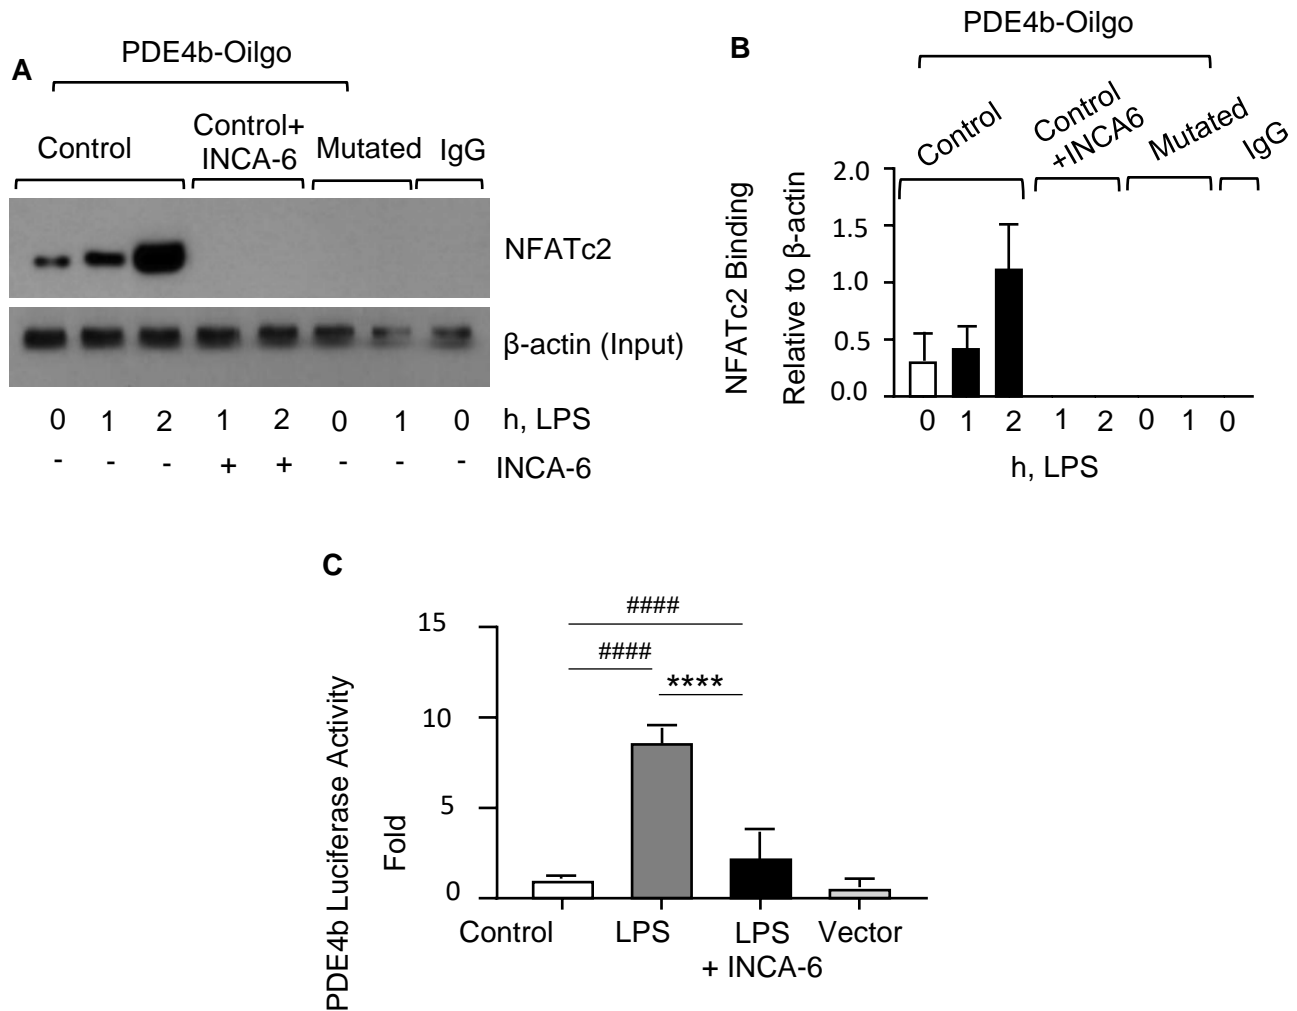 A
PDE4b-Oilgo
Control
Control+
INCA-6
Mutated
IgG
NFATc2
β-actin (Input)
0 1 2 1 2 0 1 0 h, LPS
- - - + + - - - INCA-6
B
PDE4b-Oilgo
Control
Control
+INCA6
Mutated
IgG
NFATc2 Binding
Relative to β-actin
2.0
1.5
1.0
0.5
0.0
0 1 2 1 2 0 1 0
h, LPS
C
PDE4b Luciferase Activity
Fold
15
10
5
0
####
####
****
Control
LPS
LPS
+ INCA-6
Vector